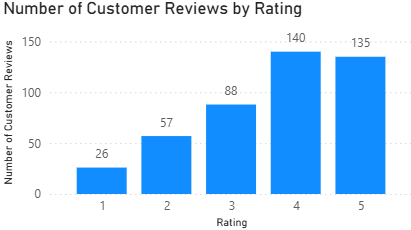 Number of Customer Reviews by Rating
Number of Customer Reviews
150
100
50
0
26
57
88
140
135
1 2 3 4 5
Rating